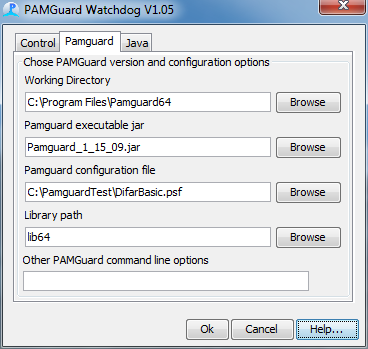 PAMGuard Watchdog V1.05
Control Pamguard Java
Chose PAMGuard version and configuration options
Working Directory
C:\Program Files\Pamguard64 Browse
Pamguard executable jar
Pamguard_1_15_09.jar Browse
Pamguard configuration file
C:\PamguardTest\DifarBasic.psf Browse
Library path
lib64 Browse
Other PAMGuard command line options
Ok Cancel Help...